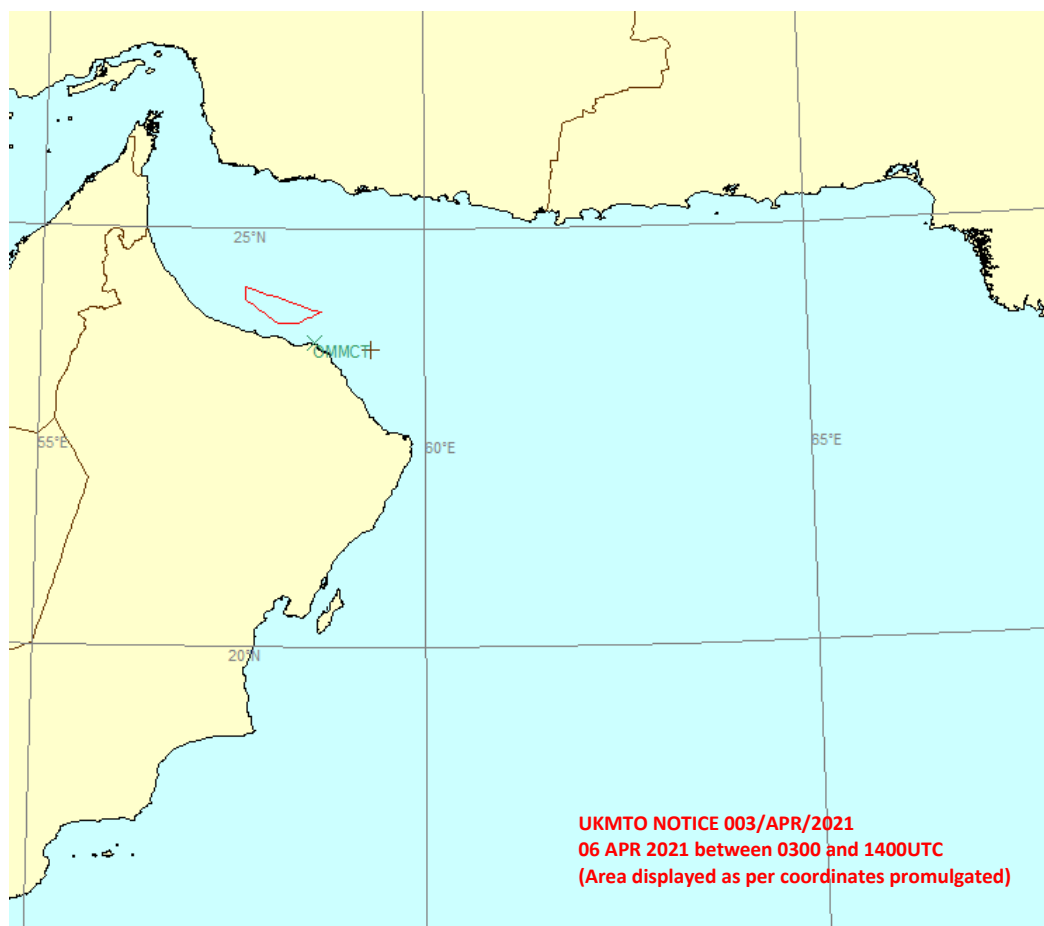 25°N
OMMCT
55°E
60°E
65°E
20°N
UKMTO NOTICE 003/APR/2021
06 APR 2021 between 0300 and 1400UTC
(Area displayed as per coordinates promulgated)